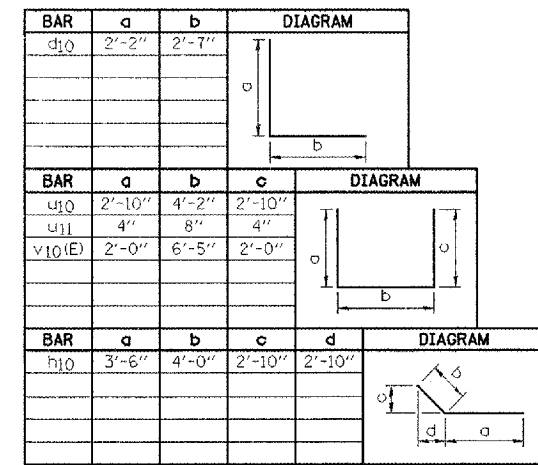 BAR a b DIAGRAM
d10 2'-2" 2'-7"
a
b
BAR a b c DIAGRAM
u10 2'-10" 4'-2" 2'-10"
u11 4" 8" 4"
v10(E) 2'-0" 6'-5" 2'-0"
a
c
b
BAR a b c d DIAGRAM
h10 3'-6" 4'-0" 2'-10" 2'-10"
b
c
d a